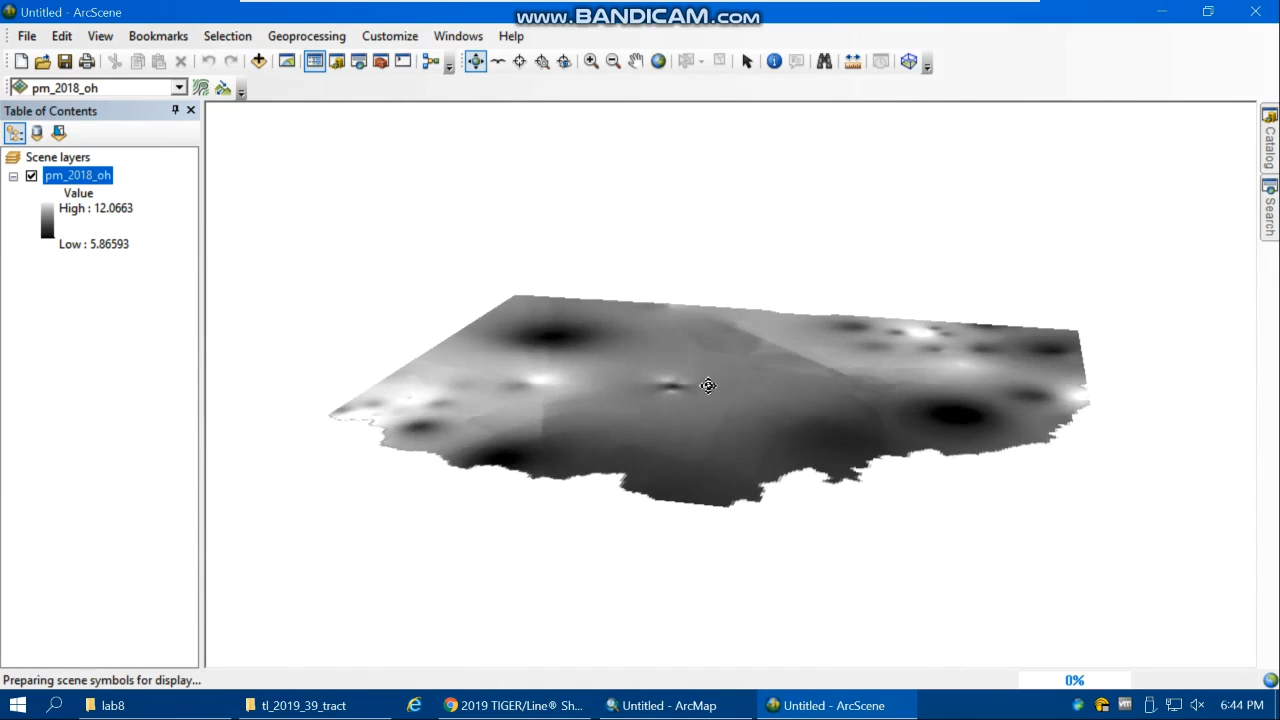 Untitled - ArcScene
www.BANDICAM.com
File Edit View Bookmarks Selection Geoprocessing Customize Windows Help
pm_2018_oh
Table of Contents
Scene layers
pm_2018_oh
Value
High : 12.0663
Low : 5.86593
Catalog
Search
Preparing scene symbols for display...
0%
lab8
tl_2019_39_tract
2019 TIGER/Line® Sh...
Untitled - ArcMap
Untitled - ArcScene
6:44 PM